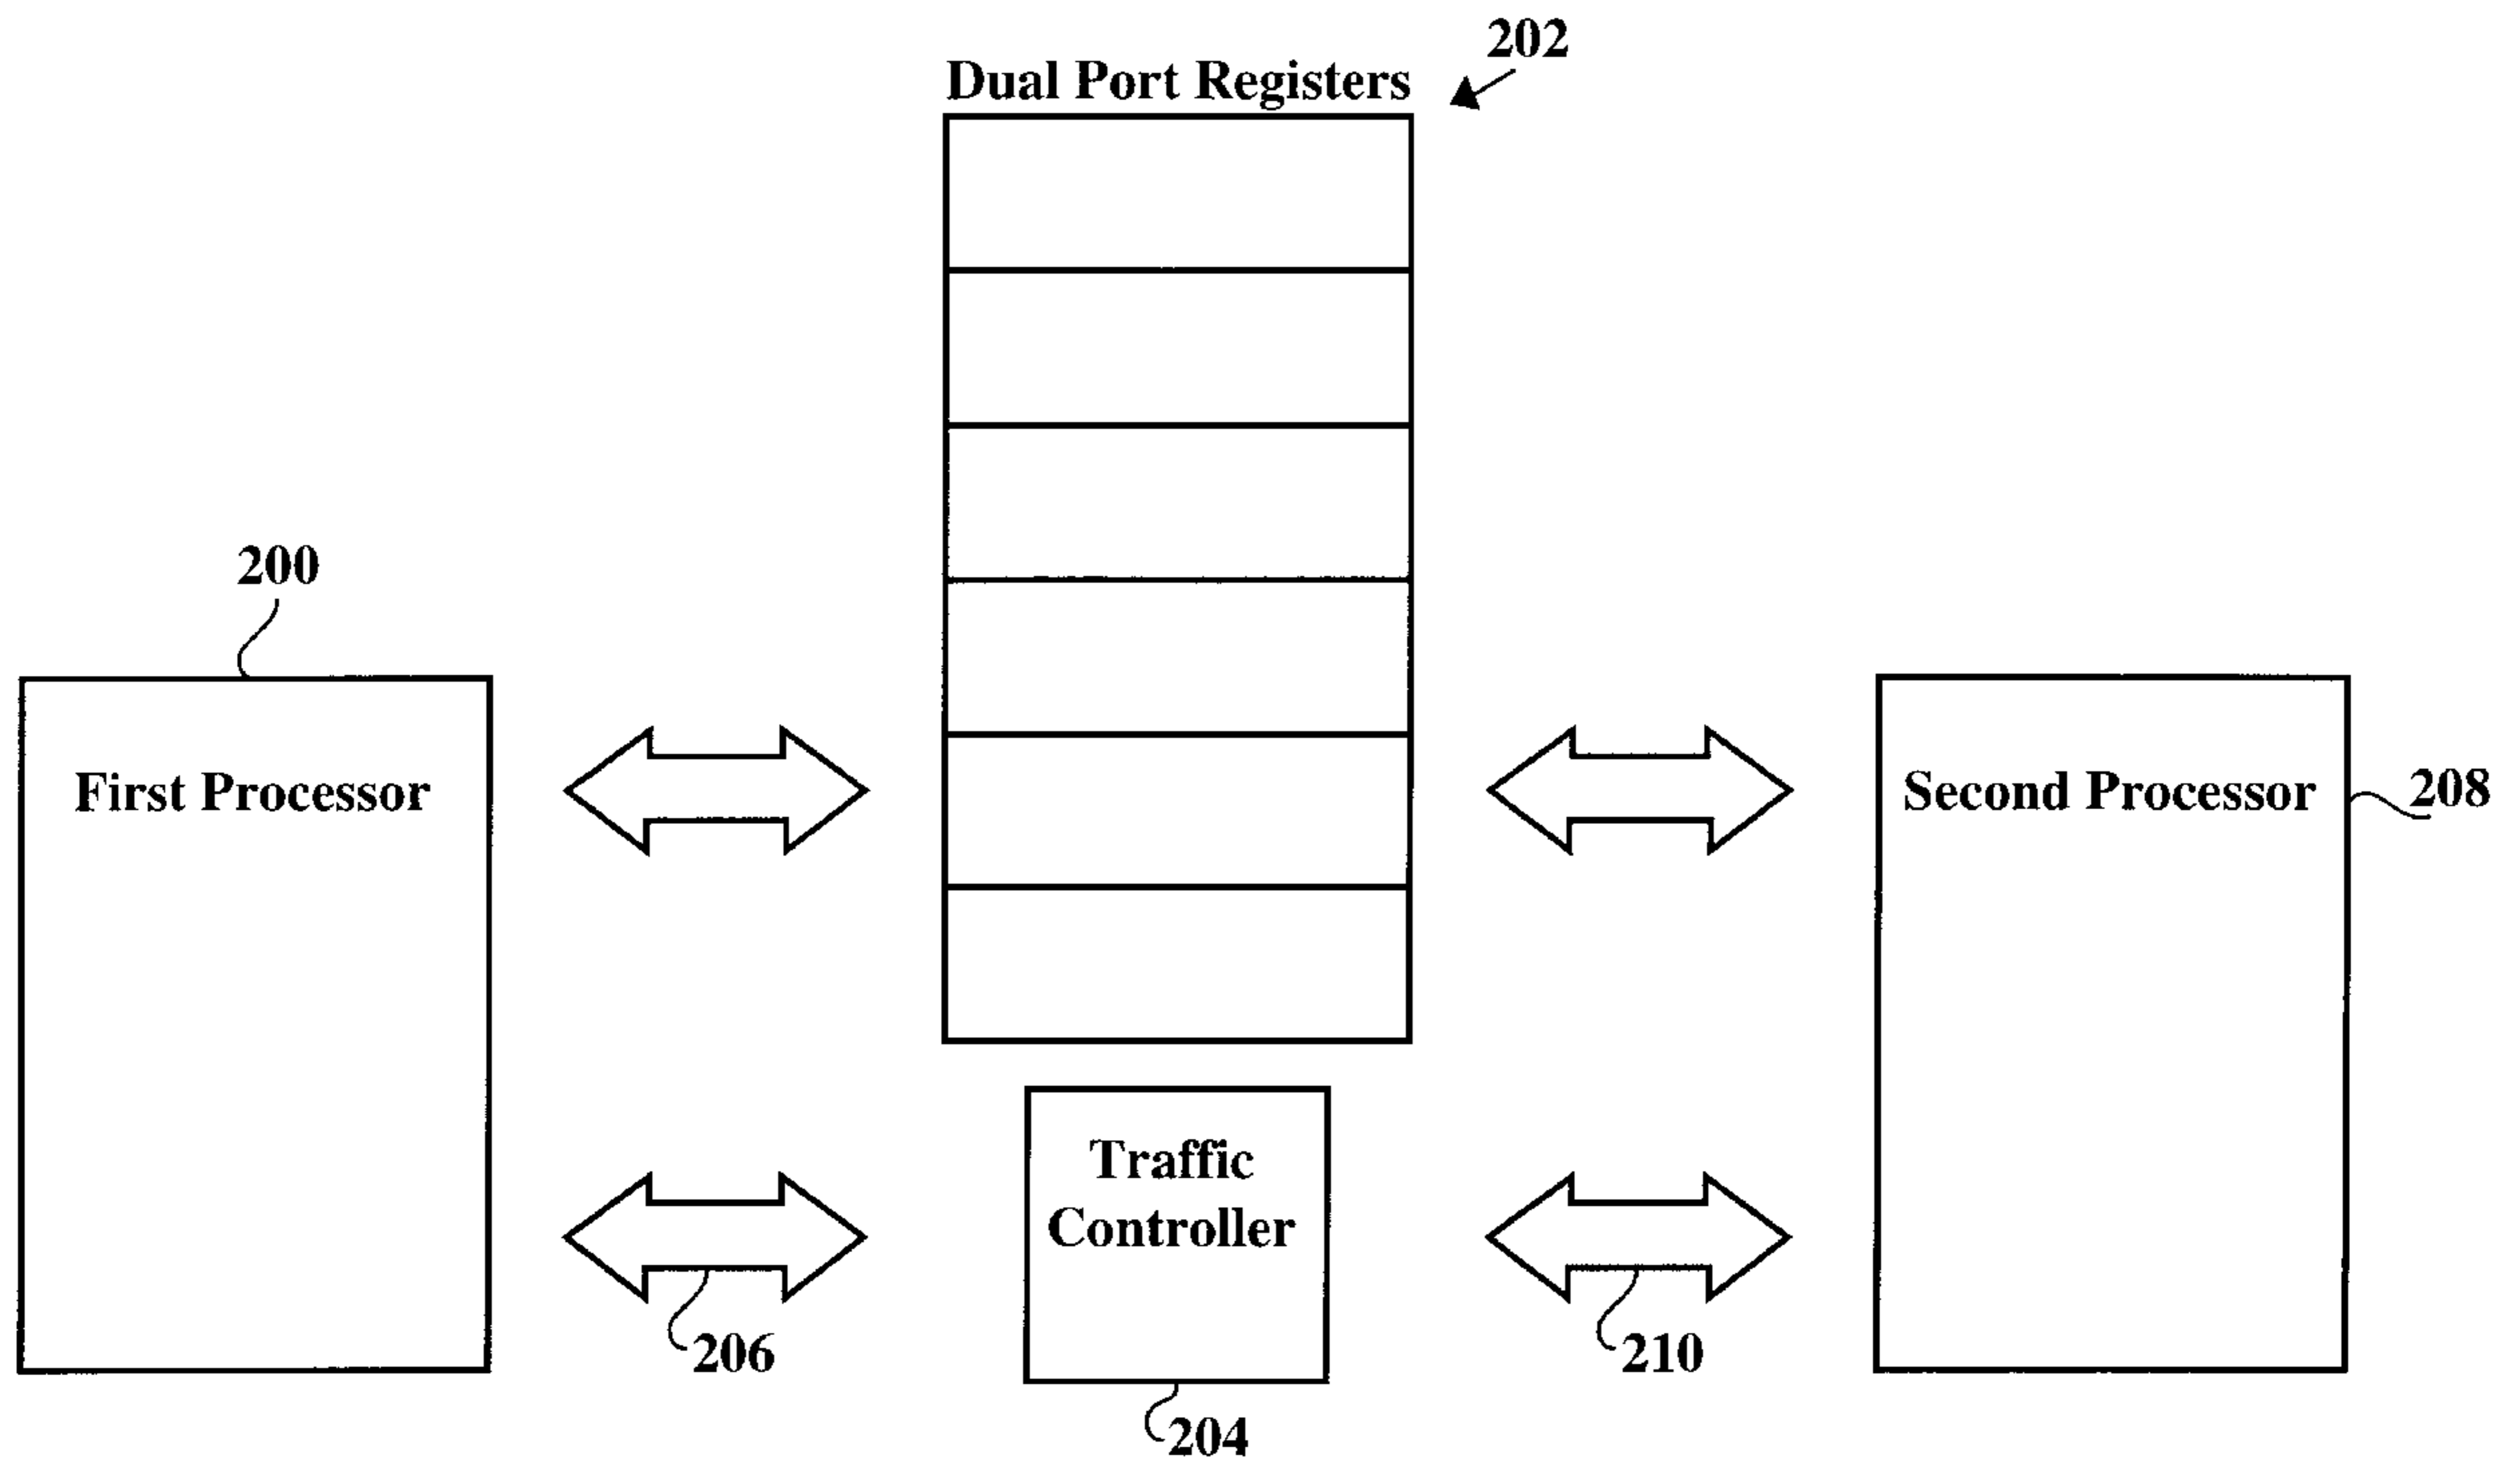 202
Dual Port Registers
200
First Processor
Second Processor
208
Traffic
Controller
206
210
204